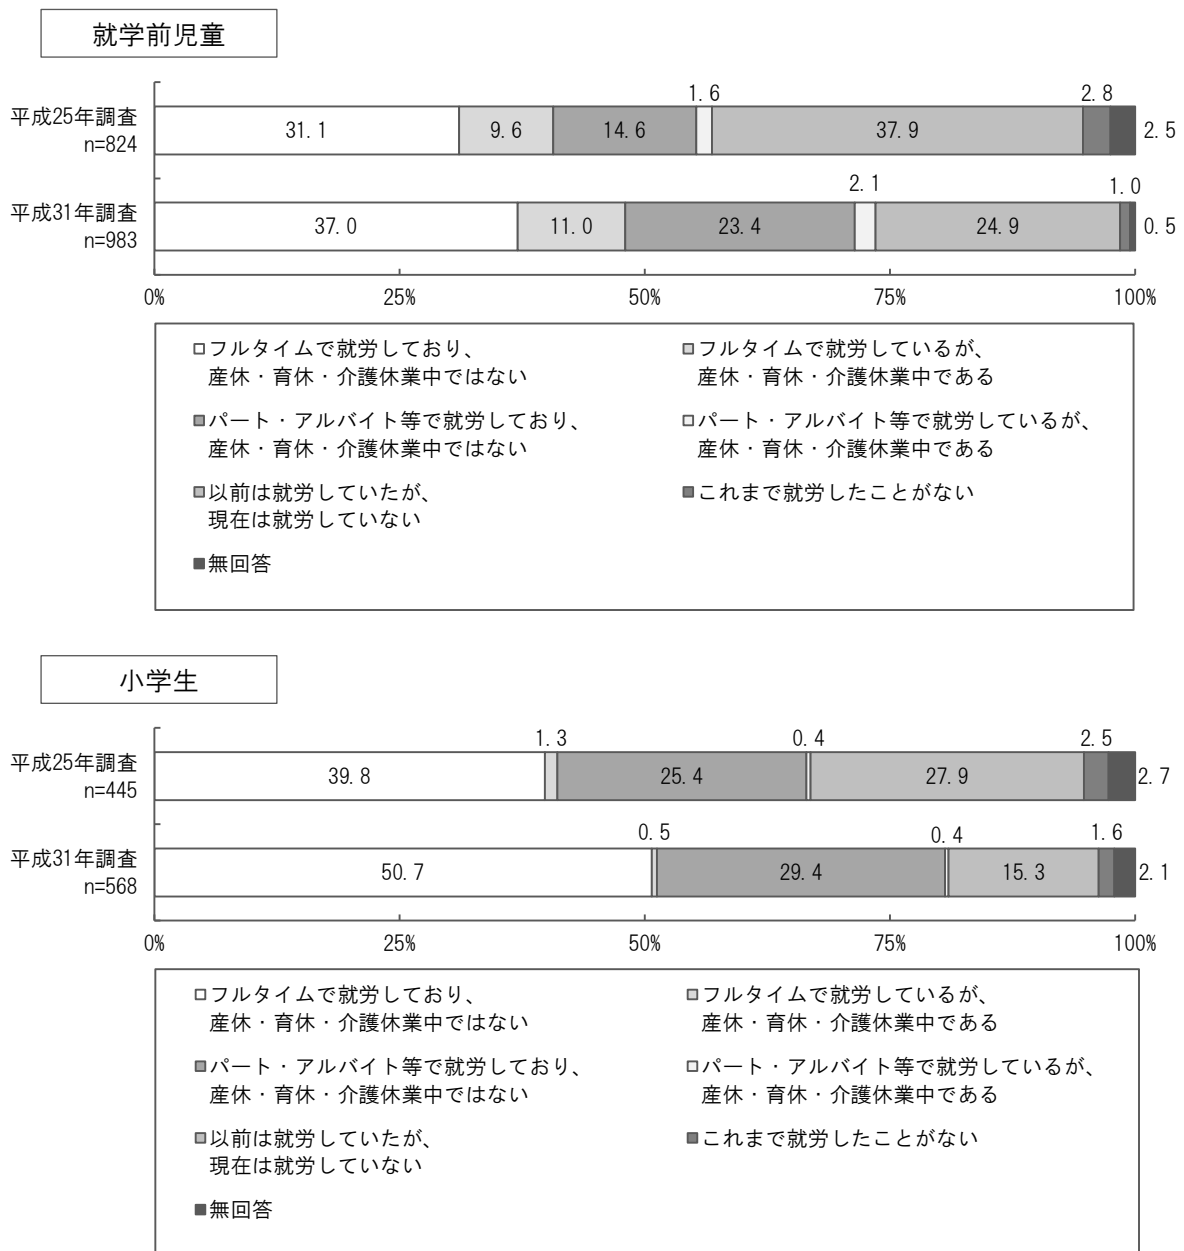 就学前児童
1.6
2.8
平成25年調査
n=824
31.1
9.6
14.6
37.9
2.5
2.1
1.0
平成31年調査
n=983
37.0
11.0
23.4
24.9
0.5
0%
25%
50%
75%
100%
フルタイムで就労しており、
産休・育休・介護休業中ではない
フルタイムで就労しているが、
産休・育休・介護休業中である
パート・アルバイト等で就労しており、
産休・育休・介護休業中ではない
パート・アルバイト等で就労しているが、
産休・育休・介護休業中である
以前は就労していたが、
現在は就労していない
これまで就労したことがない
無回答
小学生
1.3
0.4
2.5
平成25年調査
n=445
39.8
25.4
27.9
2.7
0.5
0.4
1.6
平成31年調査
n=568
50.7
29.4
15.3
2.1
0%
25%
50%
75%
100%
フルタイムで就労しており、
産休・育休・介護休業中ではない
フルタイムで就労しているが、
産休・育休・介護休業中である
パート・アルバイト等で就労しており、
産休・育休・介護休業中ではない
パート・アルバイト等で就労しているが、
産休・育休・介護休業中である
以前は就労していたが、
現在は就労していない
これまで就労したことがない
無回答